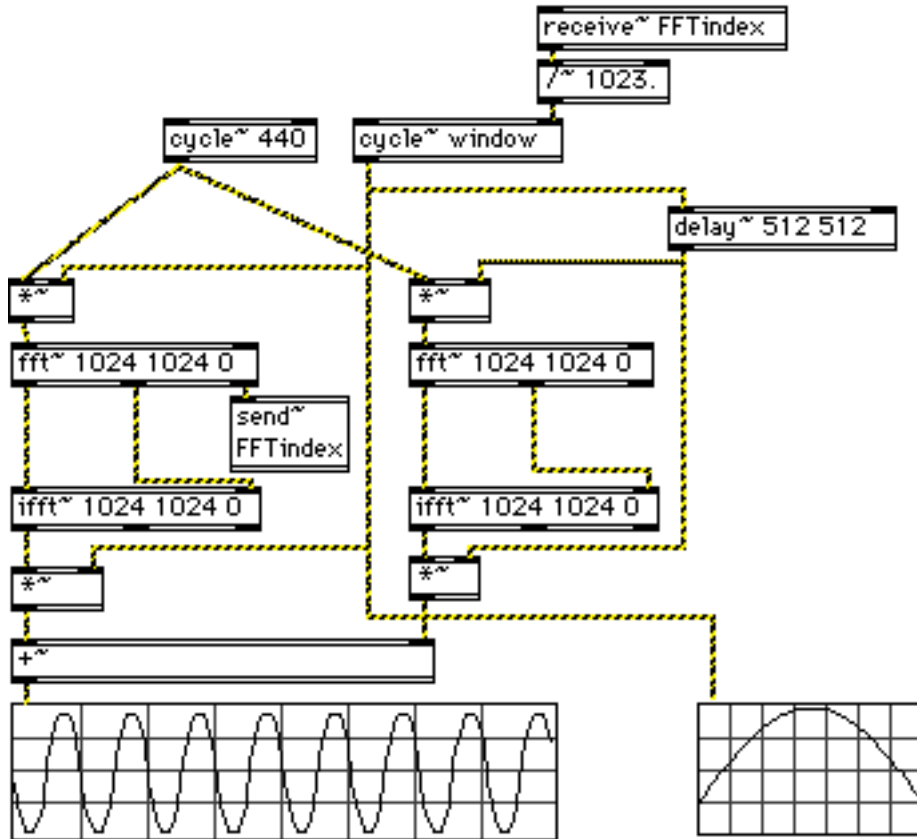 receive~ FFTindex
/~ 1023.
cycle~ 440
cycle~ window
delay~ 512 512
*~
*~
fft~ 1024 1024 0
fft~ 1024 1024 0
send~
FFTindex
ifft~ 1024 1024 0
ifft~ 1024 1024 0
*~
*~
+~